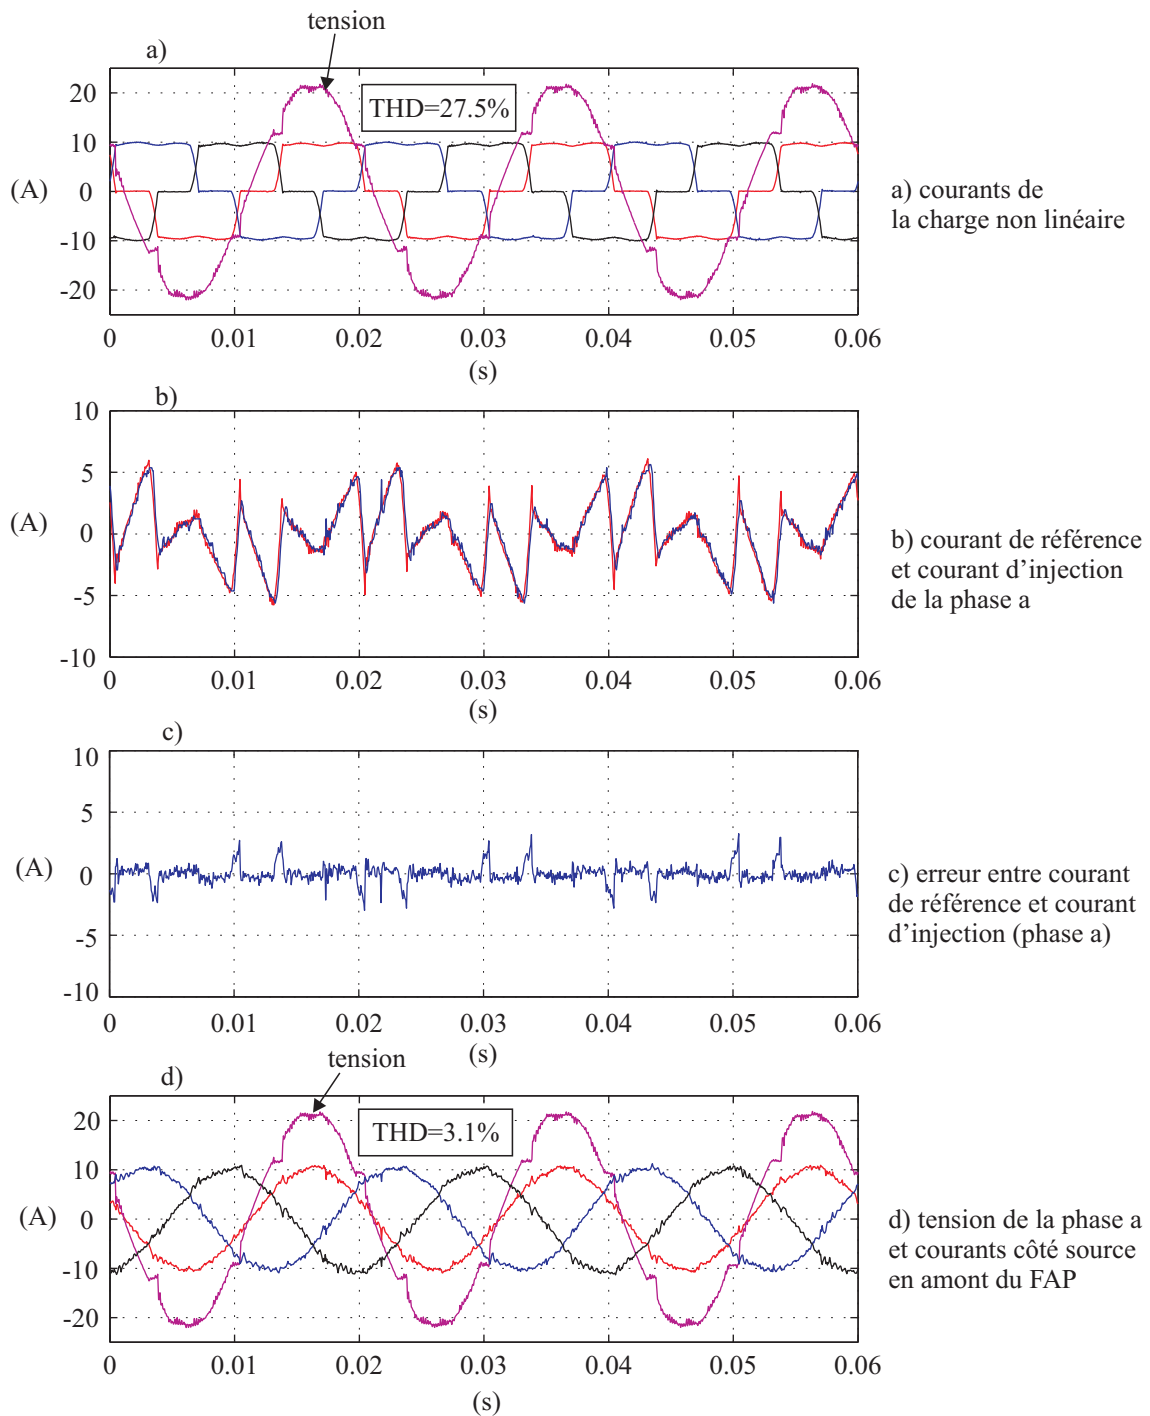 tension
a)
20
THD=27.5%
10
(A)
0
a) courants de
la charge non linéaire
-10
-20
0 0.01 0.02 0.03 0.04 0.05 0.06
(s)
b)
10
5
(A)
0
b) courant de référence
et courant d’injection
de la phase a
-5
-10
0 0.01 0.02 0.03 0.04 0.05 0.06
(s)
c)
10
5
(A)
0
c) erreur entre courant
de référence et courant
d’injection (phase a)
-5
-10
0 0.01 0.02 0.03 0.04 0.05 0.06
(s)
tension
d)
20
THD=3.1%
10
(A)
0
d) tension de la phase a
et courants côté source
en amont du FAP
-10
-20
0 0.01 0.02 0.03 0.04 0.05 0.06
(s)